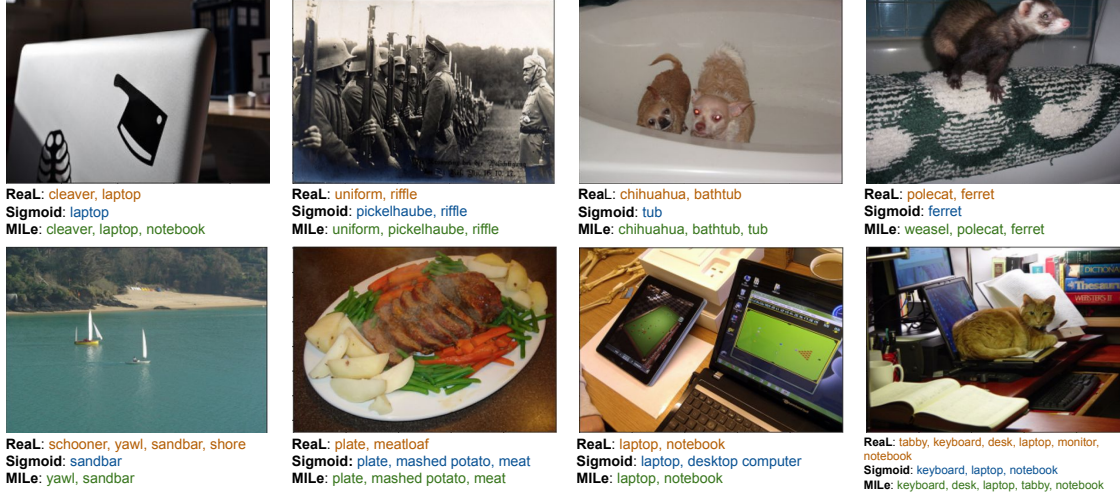 ReaL: cleaver, laptop
Sigmoid: laptop
MILe: cleaver, laptop, notebook
ReaL: uniform, riffle
Sigmoid: pickelhaube, riffle
MILe: uniform, pickelhaube, riffle
ReaL: chihuahua, bathtub
Sigmoid: tub
MILe: chihuahua, bathtub, tub
ReaL: polecat, ferret
Sigmoid: ferret
MILe: weasel, polecat, ferret
DICTIONA
Thesaur
WEBSTER'S
ReaL: schooner, yawl, sandbar, shore
Sigmoid: sandbar
MILe: yawl, sandbar
ReaL: plate, meatloaf
Sigmoid: plate, mashed potato, meat
MILe: plate, mashed potato, meat
ReaL: laptop, notebook
Sigmoid: laptop, desktop computer
MILe: laptop, notebook
ReaL: tabby, keyboard, desk, laptop, monitor,
notebook
Sigmoid: keyboard, laptop, notebook
MILe: keyboard, desk, laptop, tabby, notebook